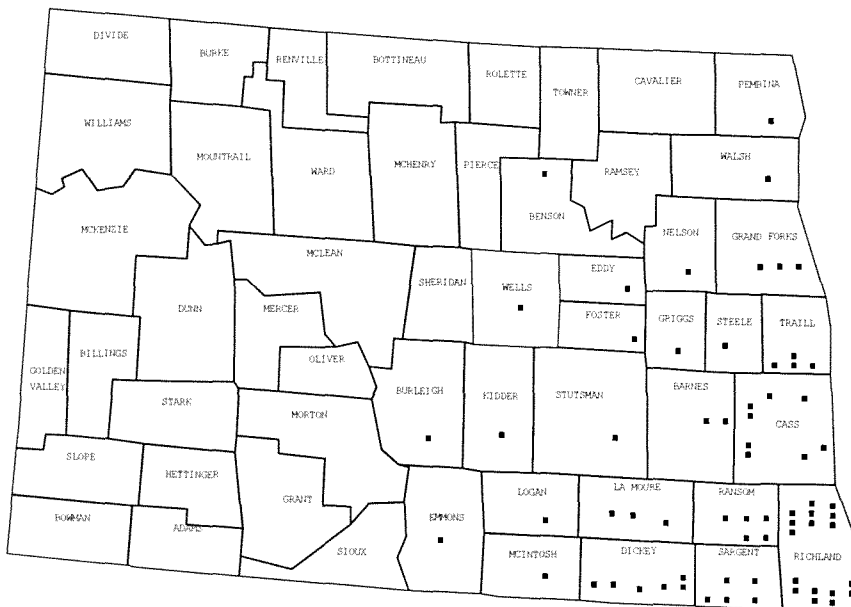 DIVIDE
BURKE
RENVILLE
BOTTINEAU
ROLETTE
TOWNER
CAVALIER
PEMBINA
WILLIAMS
MOUNTRAIL
WARD
MCHENRY
PIERCE
BENSON
RAMSEY
WALSH
MCKENZIE
MCLEAN
SHERIDAN
WELLS
EDDY
FOSTER
NELSON
GRAND FORKS
DUNN
MERCER
OLIVER
GRIGGS
STEELE
TRAILL
GOLDEN
VALLEY
BILLINGS
STARK
MORTON
BURLEIGH
KIDDER
STUTSMAN
BARNES
CASS
SLOPE
HETTINGER
GRANT
EMMONS
LOGAN
LA MOURE
RANSOM
BOWMAN
ADAMS
SIOUX
MCINTOSH
DICKEY
SARGENT
RICHLAND